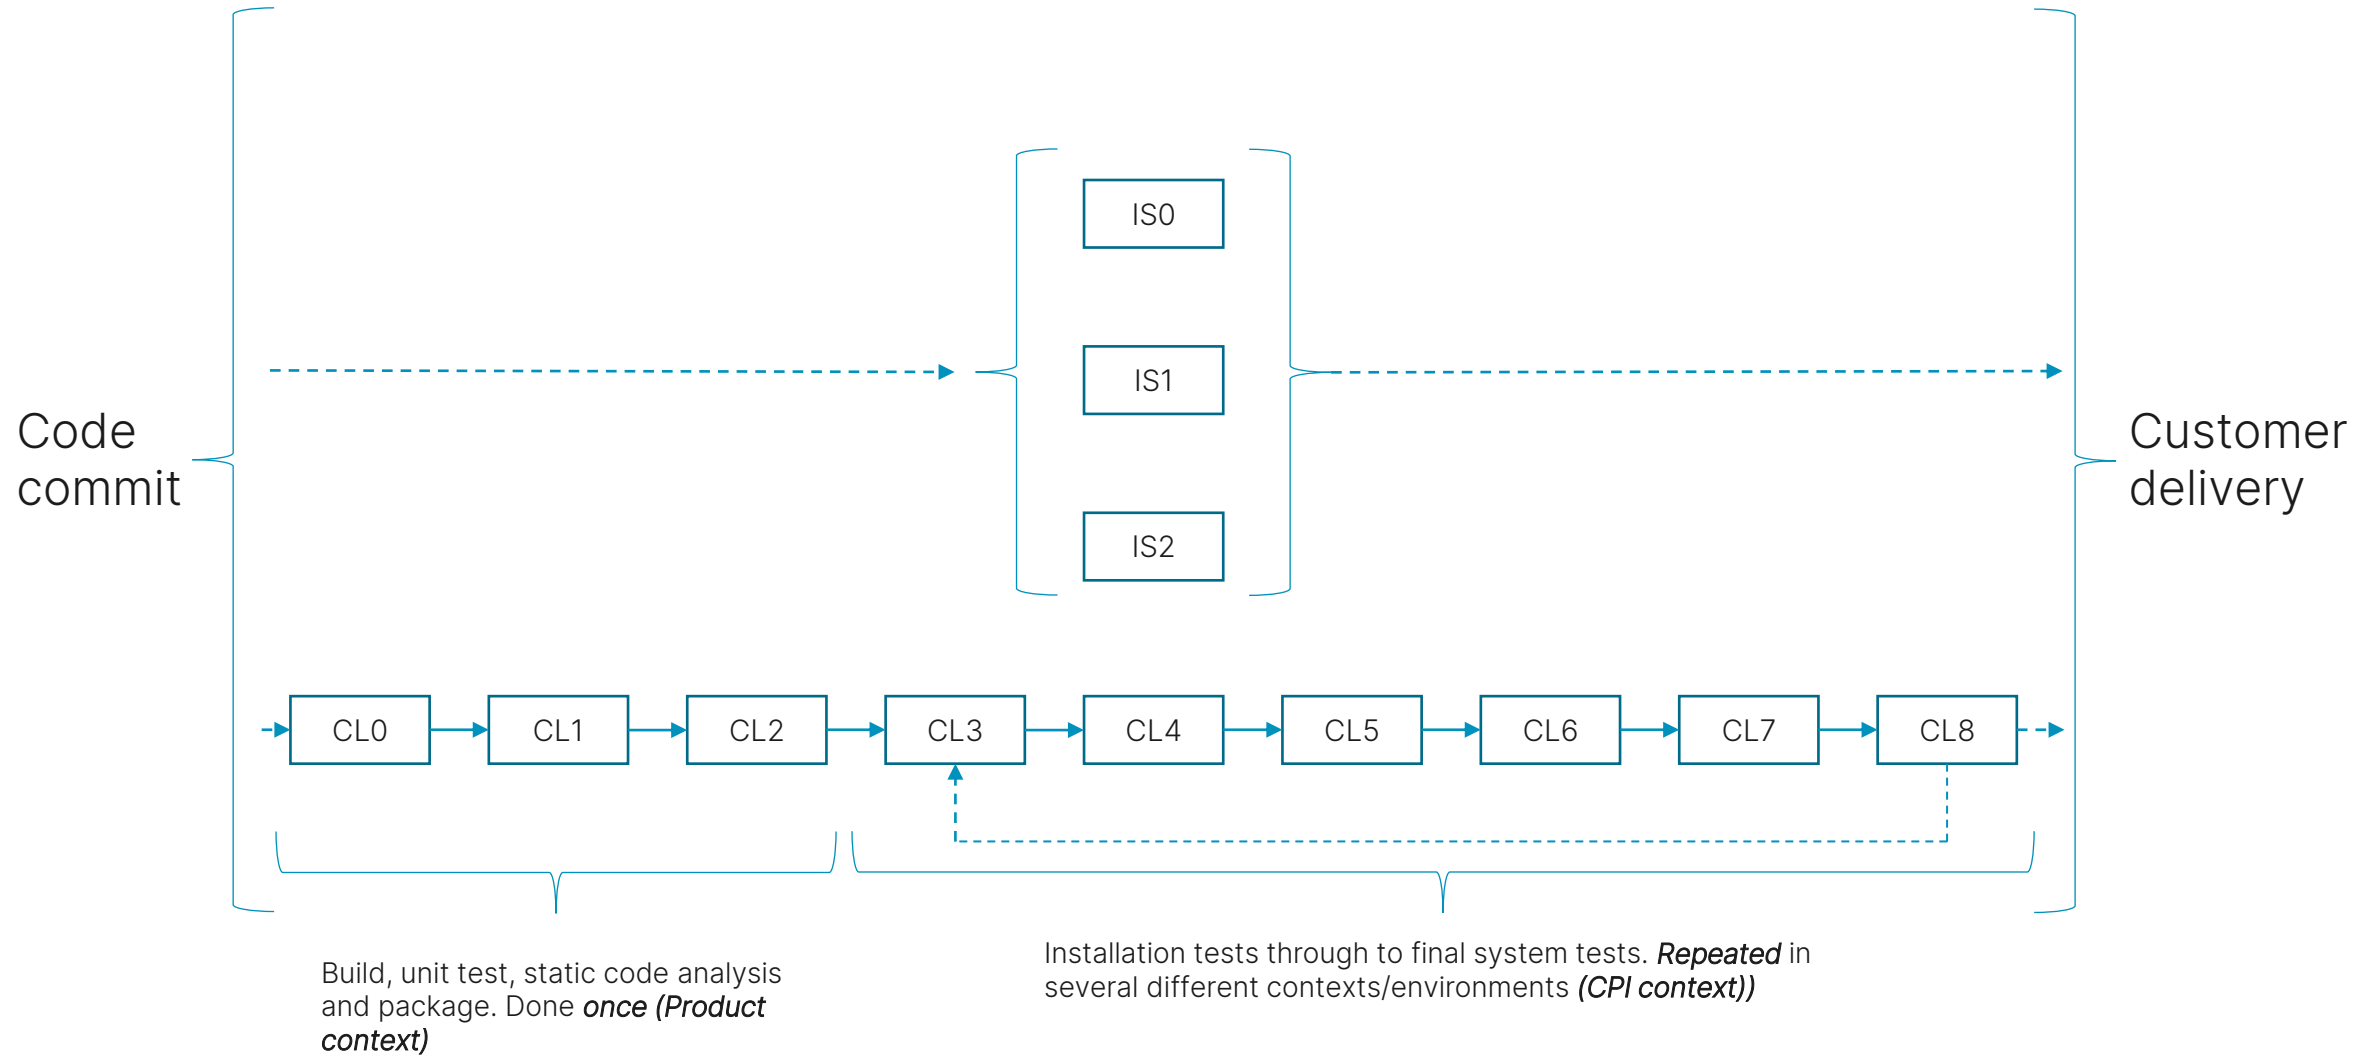 IS0
IS1
Code
commit
Customer
delivery
IS2
CL0
CL1
CL2
CL3
CL4
CL5
CL6
CL7
CL8
Build, unit test, static code analysis
and package. Done once (Product
context)
Installation tests through to final system tests. Repeated in
several different contexts/environments (CPI context))